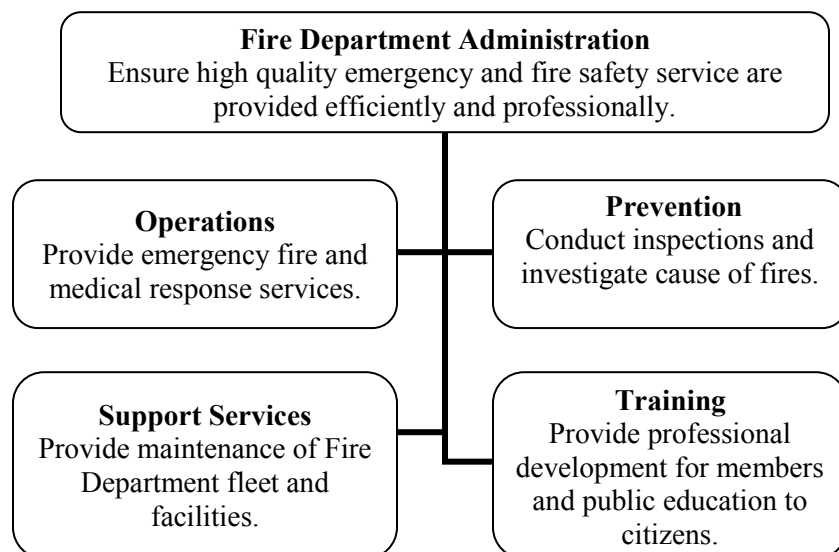 Fire Department Administration
Ensure high quality emergency and fire safety service are
provided efficiently and professionally.
Operations
Provide emergency fire and
medical response services.
Prevention
Conduct inspections and
investigate cause of fires.
Support Services
Provide maintenance of Fire
Department fleet and
facilities.
Training
Provide professional
development for members
and public education to
citizens.